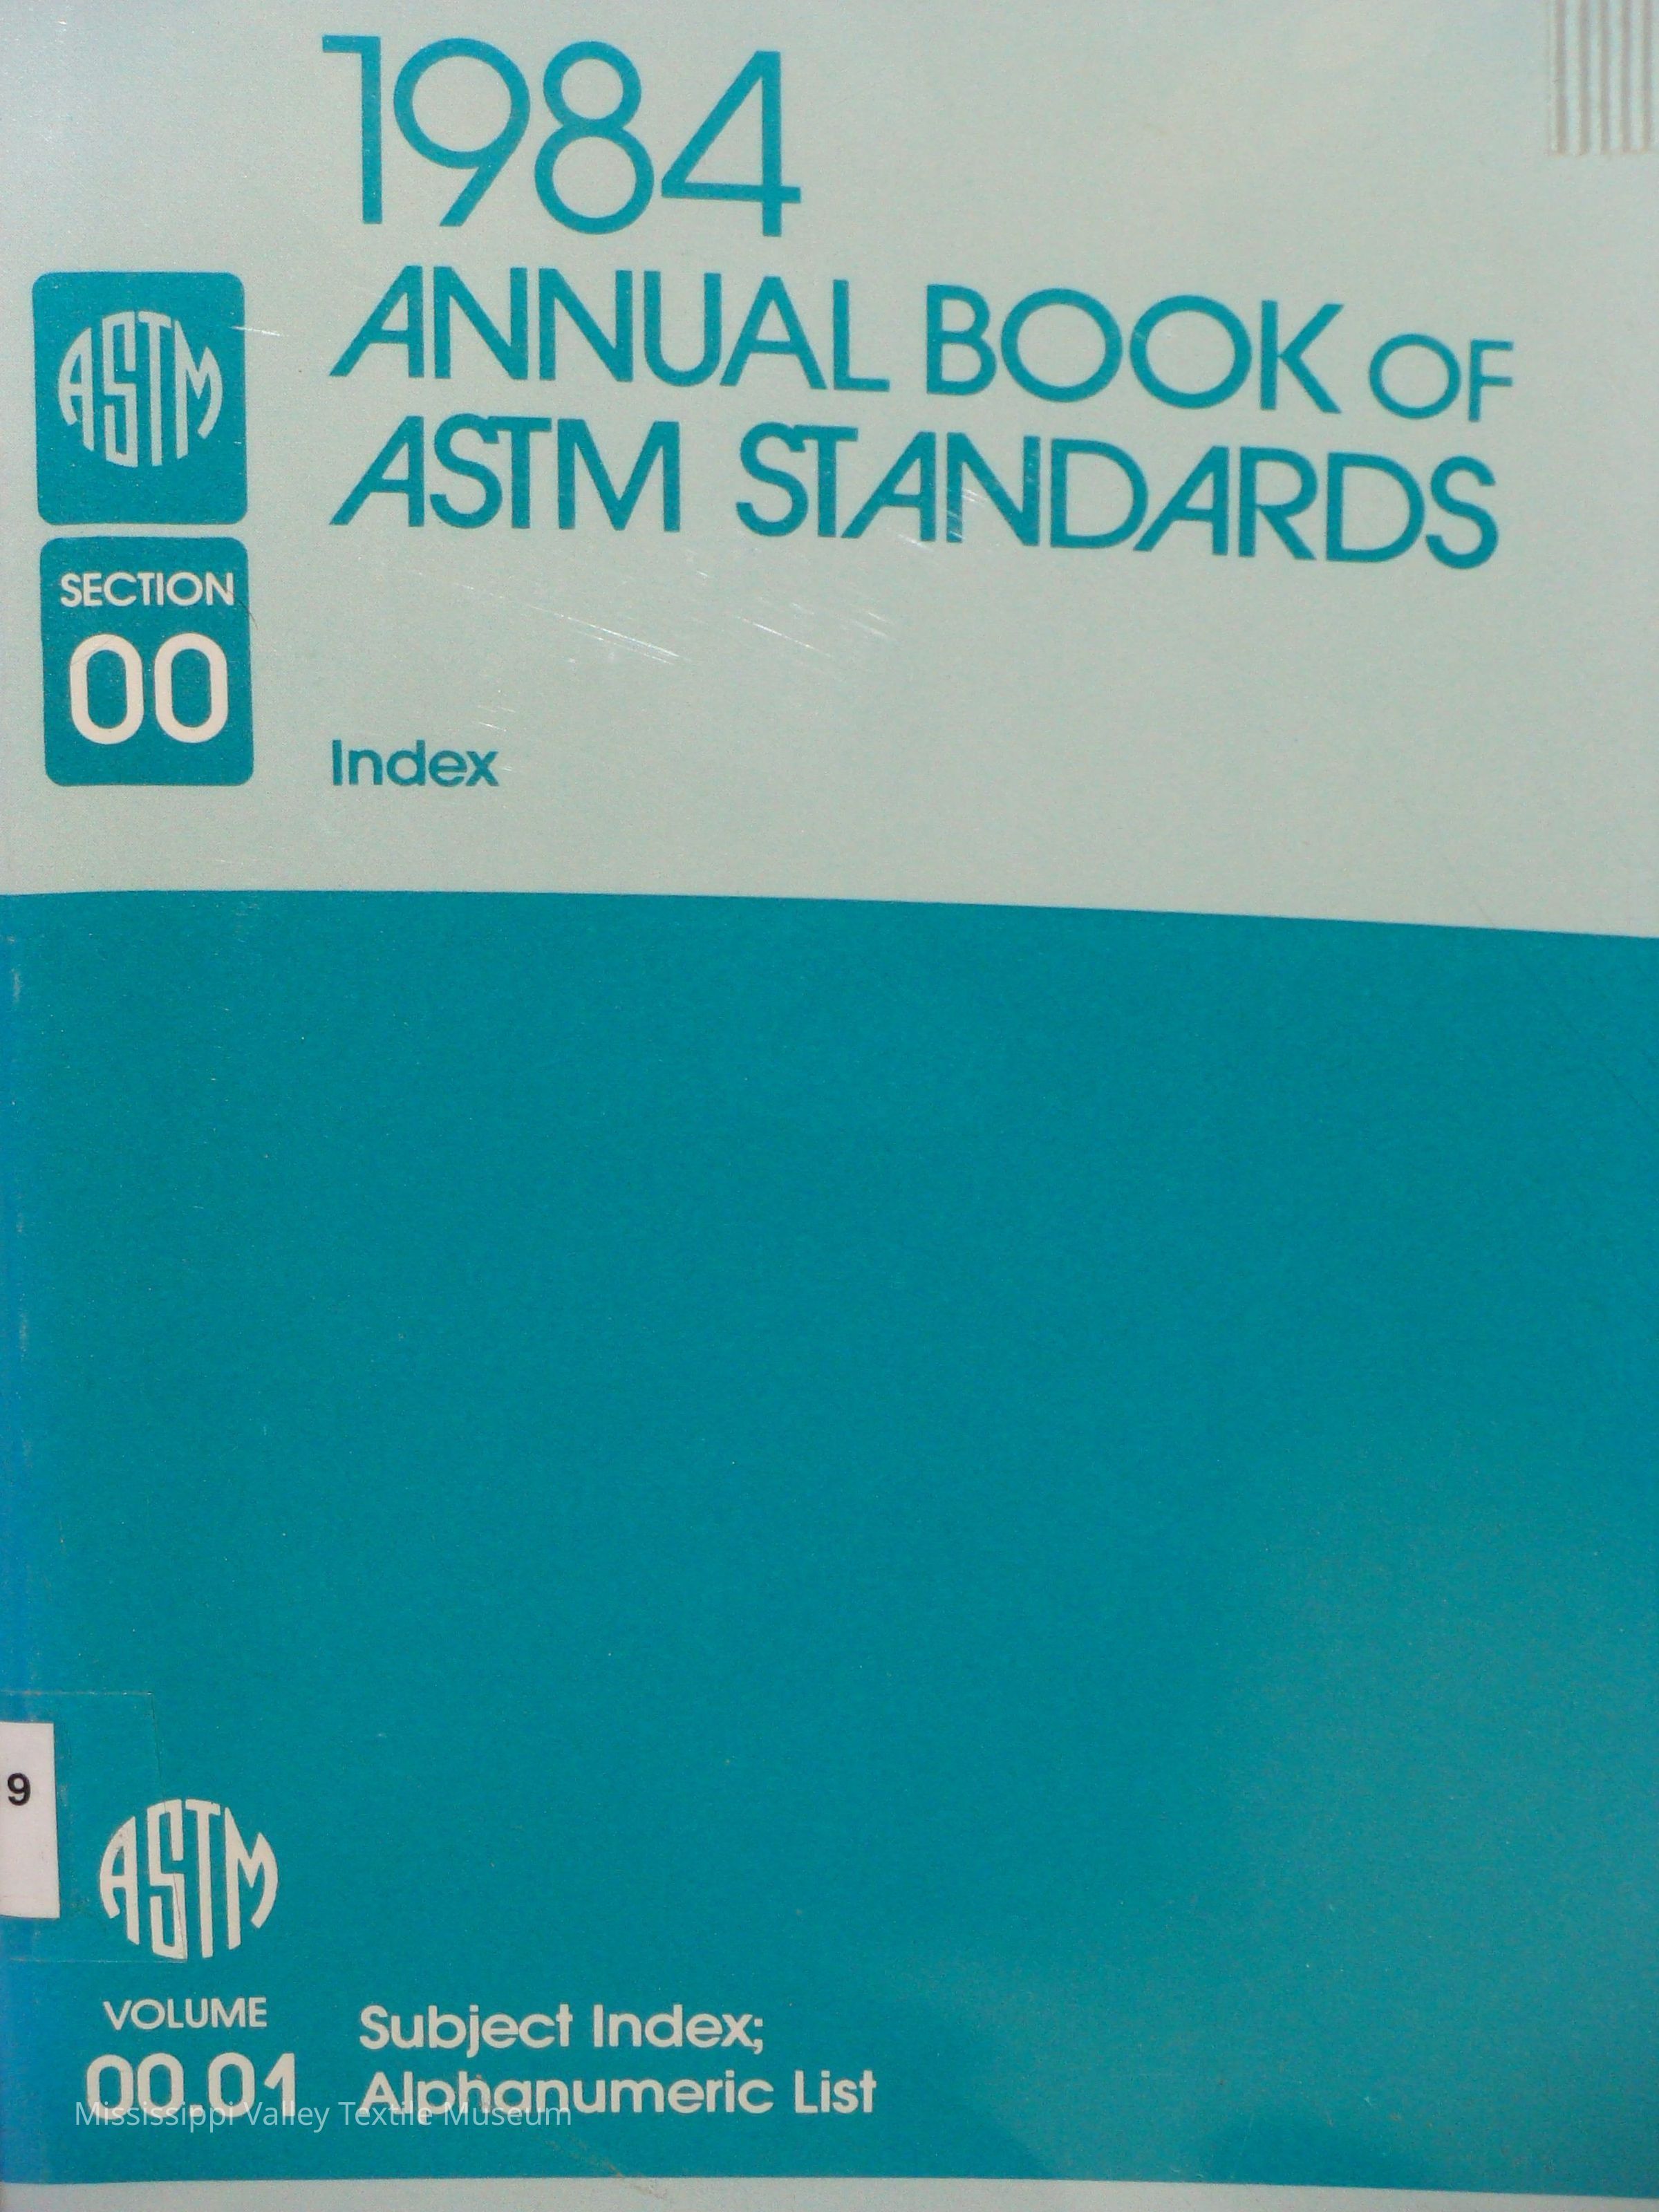 1984
ANNUAL BOOK OF
ASTM STANDARDS
ASTM
SECTION
00
Index
9
ASTM
VOLUME
00.01
Subject Index;
Alphanumeric List
Mississippi Valley Textile Museum